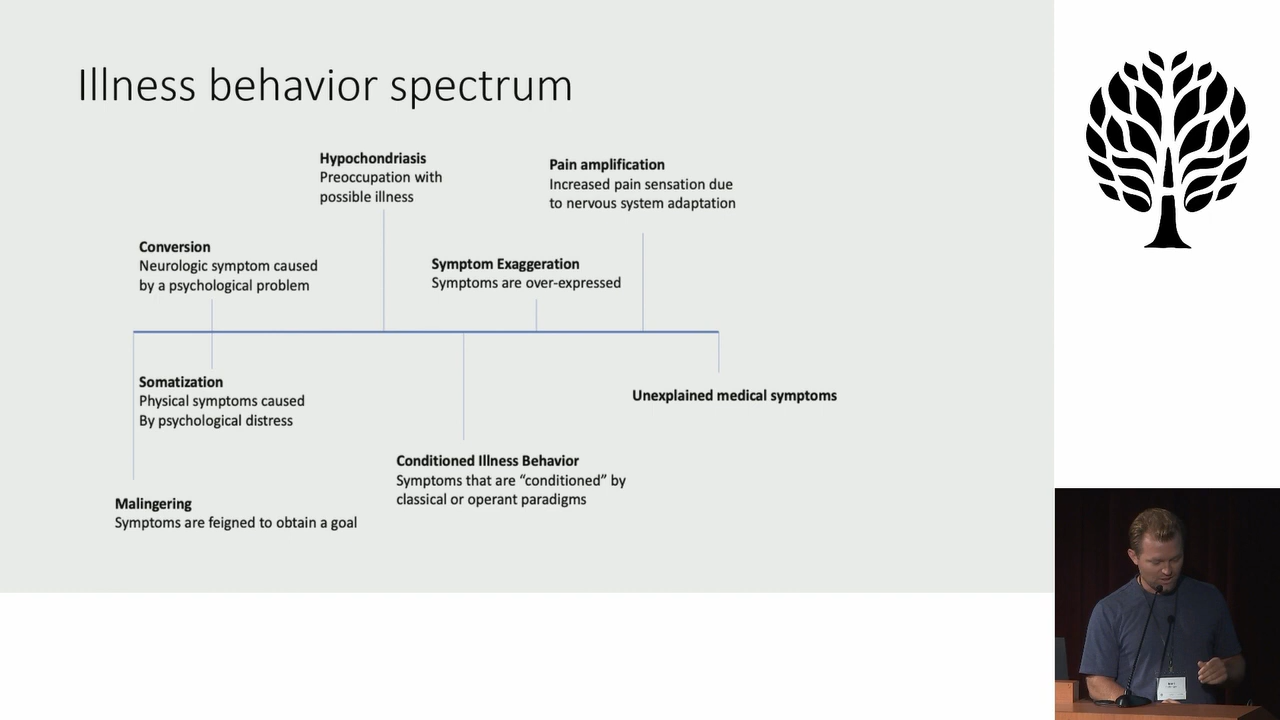 Illness behavior spectrum
Hypochondriasis
Preoccupation with
possible illness
Pain amplification
Increased pain sensation due
to nervous system adaptation
Conversion
Neurologic symptom caused
by a psychological problem
Symptom Exaggeration
Symptoms are over-expressed
Somatization
Physical symptoms caused
By psychological distress
Unexplained medical symptoms
Conditioned Illness Behavior
Symptoms that are “conditioned” by
classical or operant paradigms
Malingering
Symptoms are feigned to obtain a goal